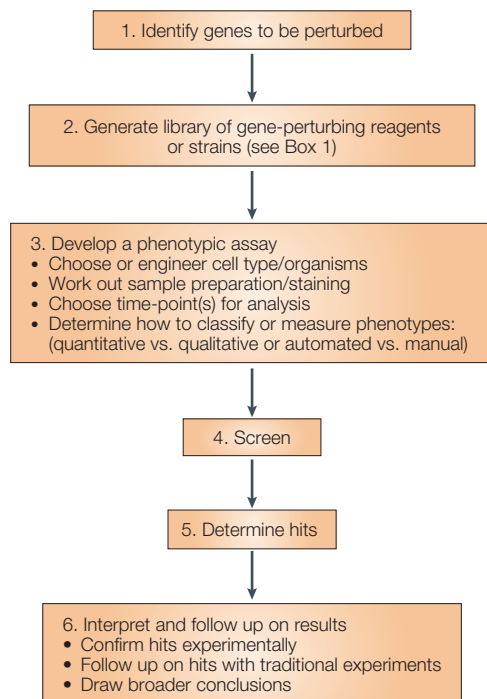 1. Identify genes to be perturbed
2. Generate library of gene-perturbing reagents
or strains (see Box 1)
3. Develop a phenotypic assay
• Choose or engineer cell type/organisms
• Work out sample preparation/staining
• Choose time-point(s) for analysis
• Determine how to classify or measure phenotypes:
(quantitative vs. qualitative or automated vs. manual)
4. Screen
5. Determine hits
6. Interpret and follow up on results
• Confirm hits experimentally
• Follow up on hits with traditional experiments
• Draw broader conclusions